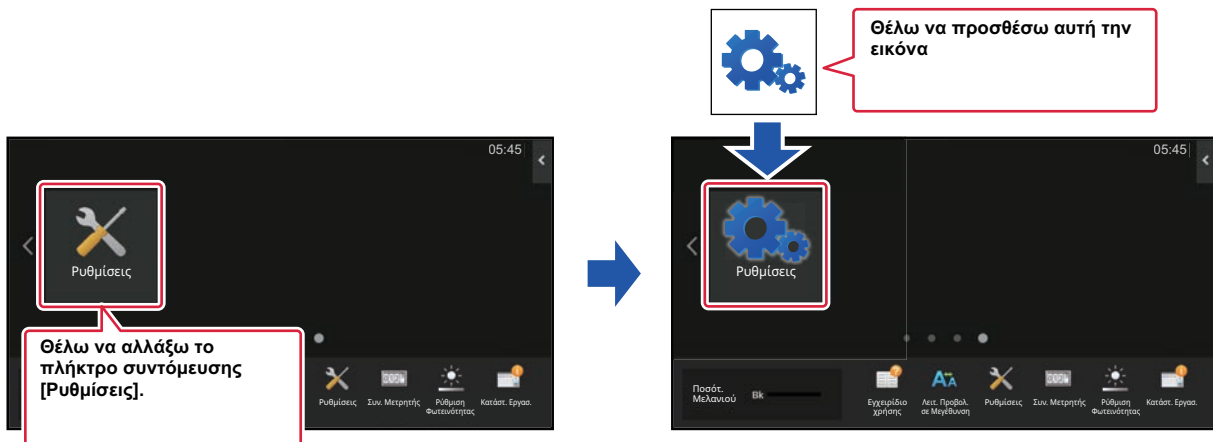 Θέλω να προσθέσω αυτή την
εικόνα
05:45
Ρυθμίσεις
Θέλω να αλλάξω το
πλήκτρο συντόμευσης
[Ρυθμίσεις].
Ρυθμίσεις
Συν. Μετρητής
Ρύθμιση
Φωτεινότητας
Κατάστ. Εργασ.
05:45
Ρυθμίσεις
Ποσότ.
Μελανιού
Bk
Εγχειρίδιο
χρήσης
Λειτ. Προβολ.
σε Μεγέθυνση
Ρυθμίσεις
Συν. Μετρητής
Ρύθμιση
Φωτεινότητας
Κατάστ. Εργασ.